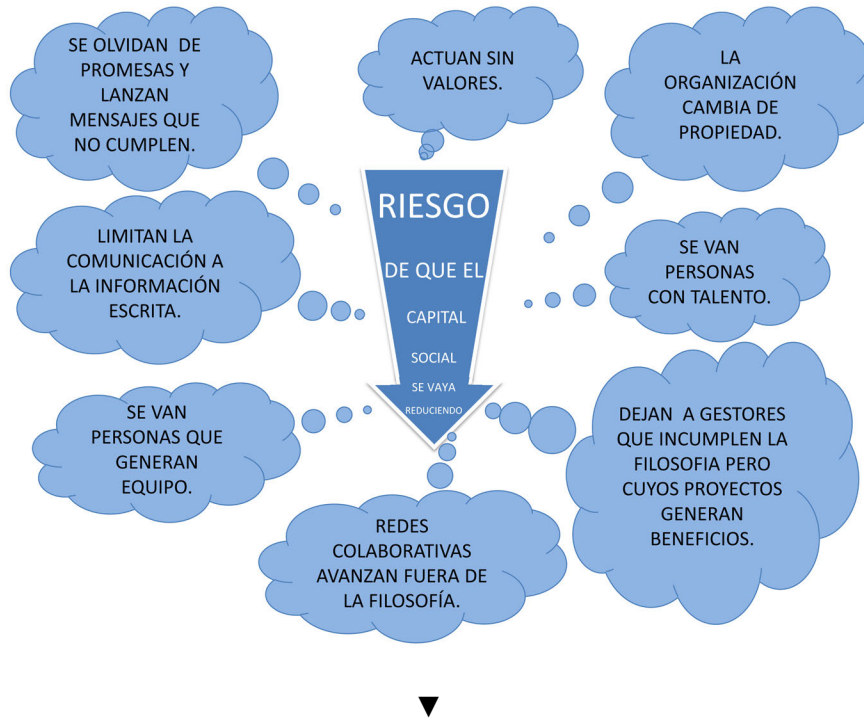 SE OLVIDAN DE
PROMESAS Y
LANZAN
MENSAJES QUE
NO CUMPLEN.
ACTUAN SIN
VALORES.
LA
ORGANIZACIÓN
CAMBIA DE
PROPIEDAD.
RIESGO
DE QUE EL
CAPITAL
SOCIAL
SE VAYA
REDUCIENDO
LIMITAN LA
COMUNICACIÓN A
LA INFORMACIÓN
ESCRITA.
SE VAN
PERSONAS
CON TALENTO.
SE VAN
PERSONAS QUE
GENERAN
EQUIPO.
DEJAN A GESTORES
QUE INCUMPLEN LA
FILOSOFIA PERO
CUYOS PROYECTOS
GENERAN
BENEFICIOS.
REDES
COLABORATIVAS
AVANZAN FUERA DE
LA FILOSOFÍA.